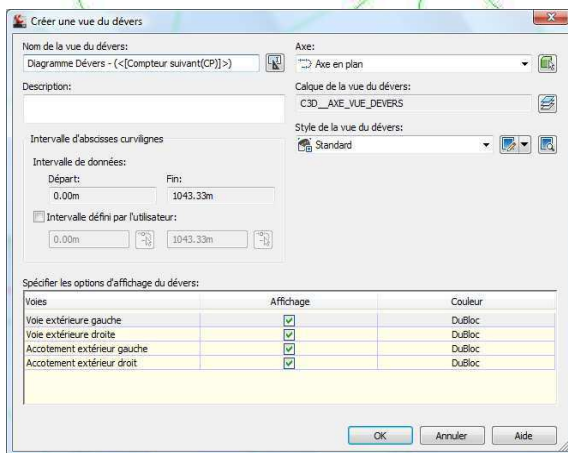 Créer une vue du dévers
Nom de la vue du dévers:
Diagramme Dévers - (<[Compteur suivant(CP)]>)
Axe:
Axe en plan
Description:
Calque de la vue du dévers:
C3D__AXE_VUE_DEVERS
Style de la vue du dévers:
Standard
Intervalle d'abscisses curvilignes
Intervalle de données:
Départ:
Fin:
0.00m
1043.33m
Intervalle défini par l'utilisateur:
0.00m
1043.33m
Spécifier les options d'affichage du dévers:
Voies Affichage Couleur
Voie extérieure gauche DuBloc
Voie extérieure droite DuBloc
Accotement extérieur gauche DuBloc
Accotement extérieur droit DuBloc
OK Annuler Aide